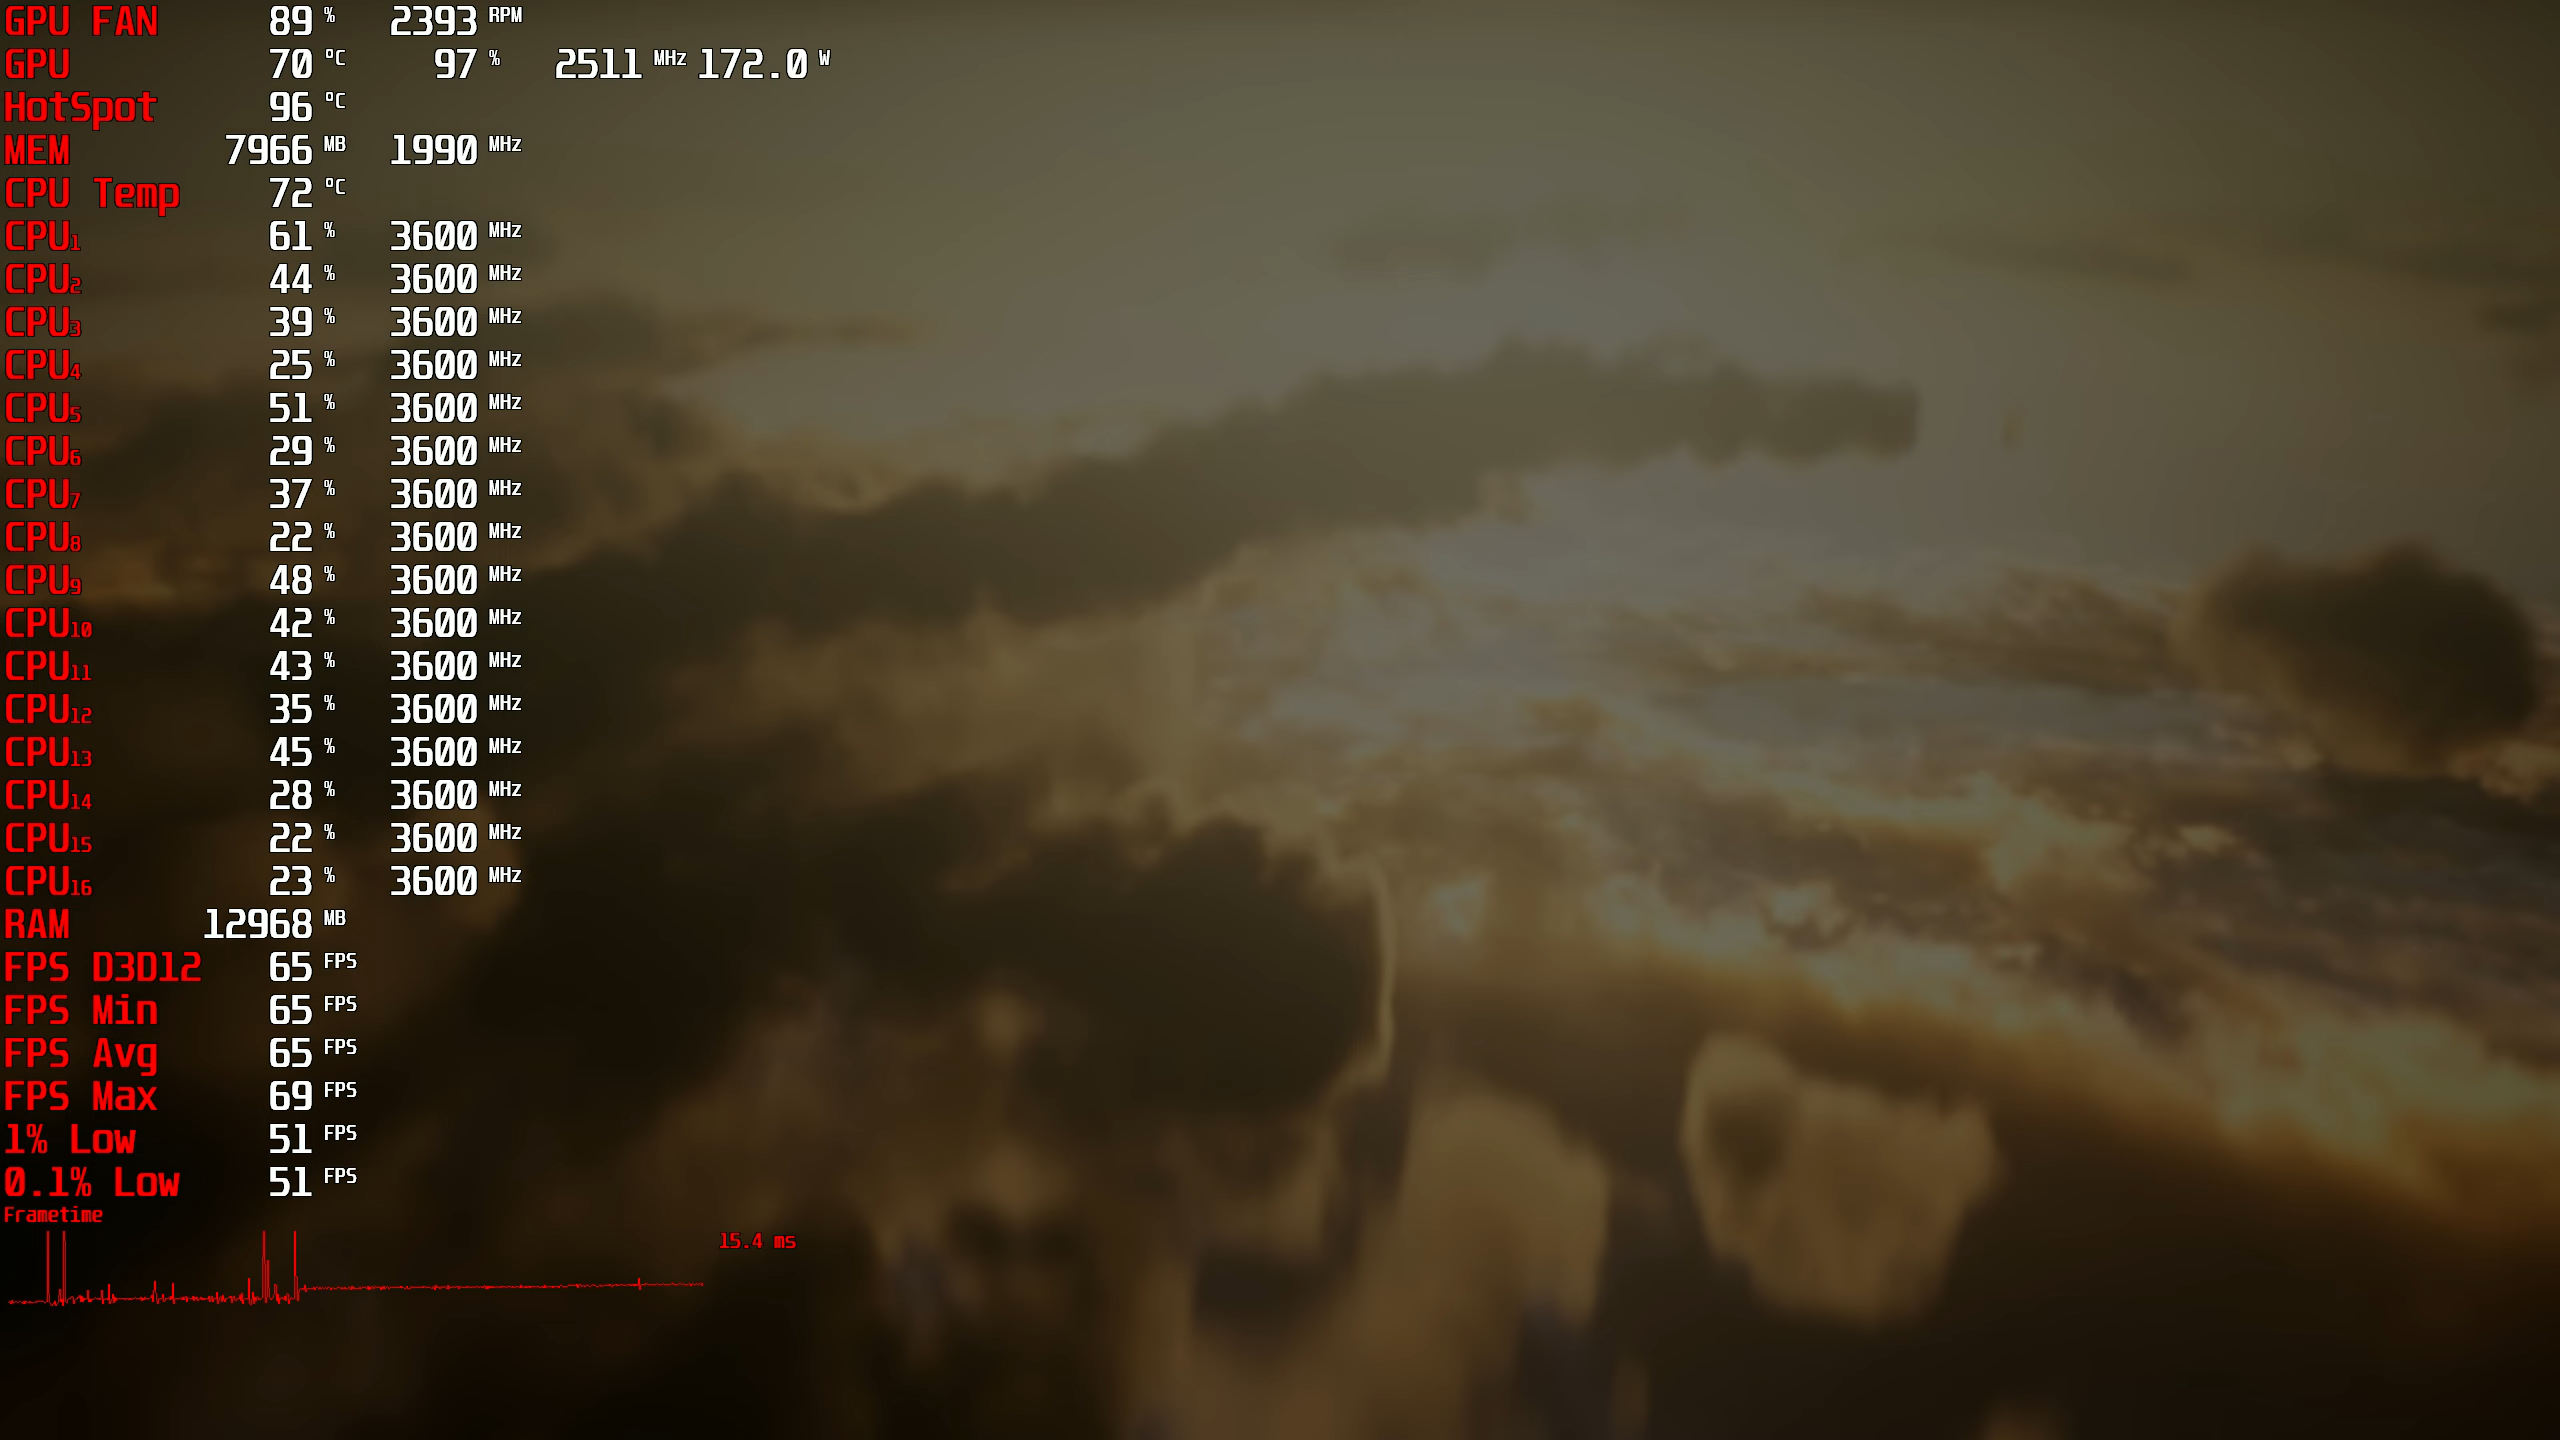 GPU FAN 89 % 2393 RPM
GPU 70 °C 97 % 2511 MHz 172.0 W
HotSpot 96 °C
MEM 7966 MB 1990 MHz
CPU Temp 72 °C
CPU1 61 % 3600 MHz
CPU2 44 % 3600 MHz
CPU3 39 % 3600 MHz
CPU4 25 % 3600 MHz
CPU5 51 % 3600 MHz
CPU6 29 % 3600 MHz
CPU7 37 % 3600 MHz
CPU8 22 % 3600 MHz
CPU9 48 % 3600 MHz
CPU10 42 % 3600 MHz
CPU11 43 % 3600 MHz
CPU12 35 % 3600 MHz
CPU13 45 % 3600 MHz
CPU14 28 % 3600 MHz
CPU15 22 % 3600 MHz
CPU16 23 % 3600 MHz
RAM 12968 MB
FPS D3D12 65 FPS
FPS Min 65 FPS
FPS Avg 65 FPS
FPS Max 69 FPS
1% Low 51 FPS
0.1% Low 51 FPS
Frametime
15.4 ms